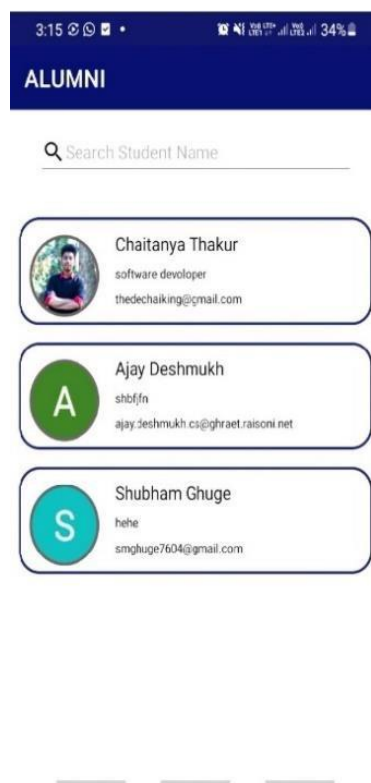 3:15 34%
ALUMNI
Search Student Name
Chaitanya Thakur
software devoloper
thedechaiking@gmail.com
A
Ajay Deshmukh
shbfjfn
ajay.deshmukh.cs@ghraet.raisoni.net
S
Shubham Ghuge
hehe
smghuge7604@gmail.com